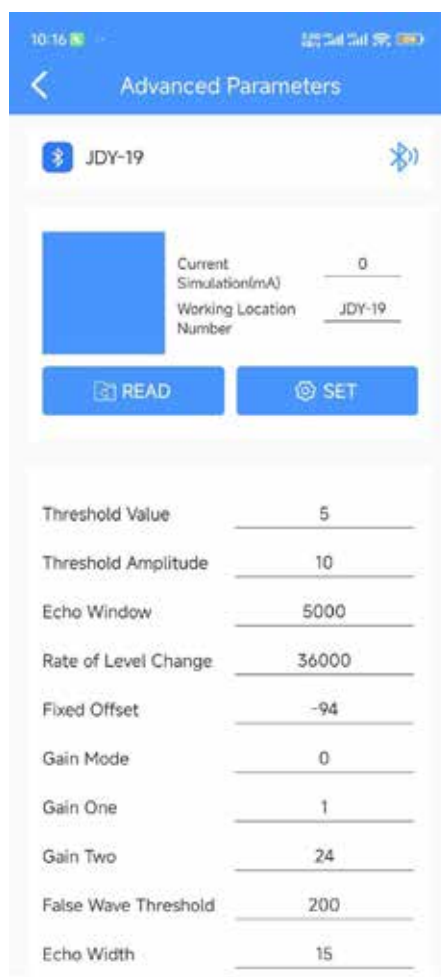 10:16
Advanced Parameters
JDY-19
Current
Simulation(mA)
0
Working Location
Number
JDY-19
READ
SET
Threshold Value 5
Threshold Amplitude 10
Echo Window 5000
Rate of Level Change 36000
Fixed Offset -94
Gain Mode 0
Gain One 1
Gain Two 24
False Wave Threshold 200
Echo Width 15